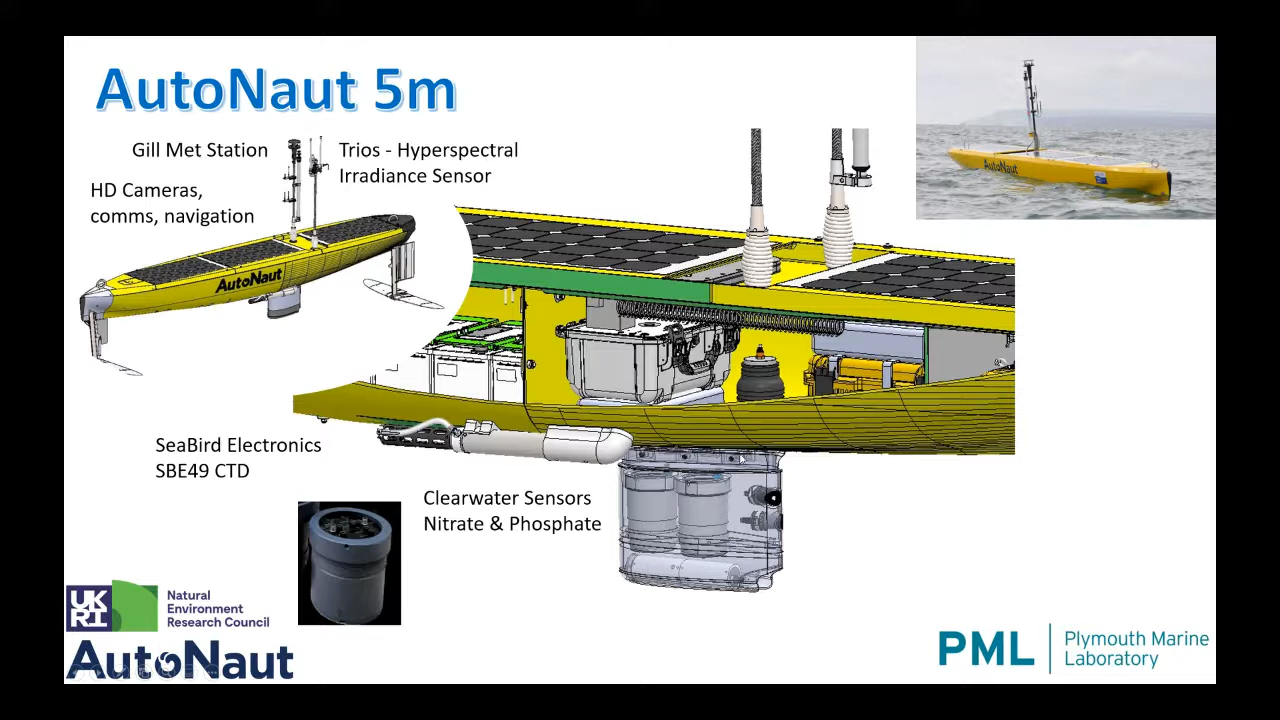 AutoNaut 5m
Gill Met Station
Trios - Hyperspectral
Irradiance Sensor
HD Cameras,
comms, navigation
AutoNaut
AutoNaut
SeaBird Electronics
SBE49 CTD
Clearwater Sensors
Nitrate & Phosphate
UK
RI
Natural
Environment
Research Council
AutoNaut
PML
Plymouth Marine
Laboratory